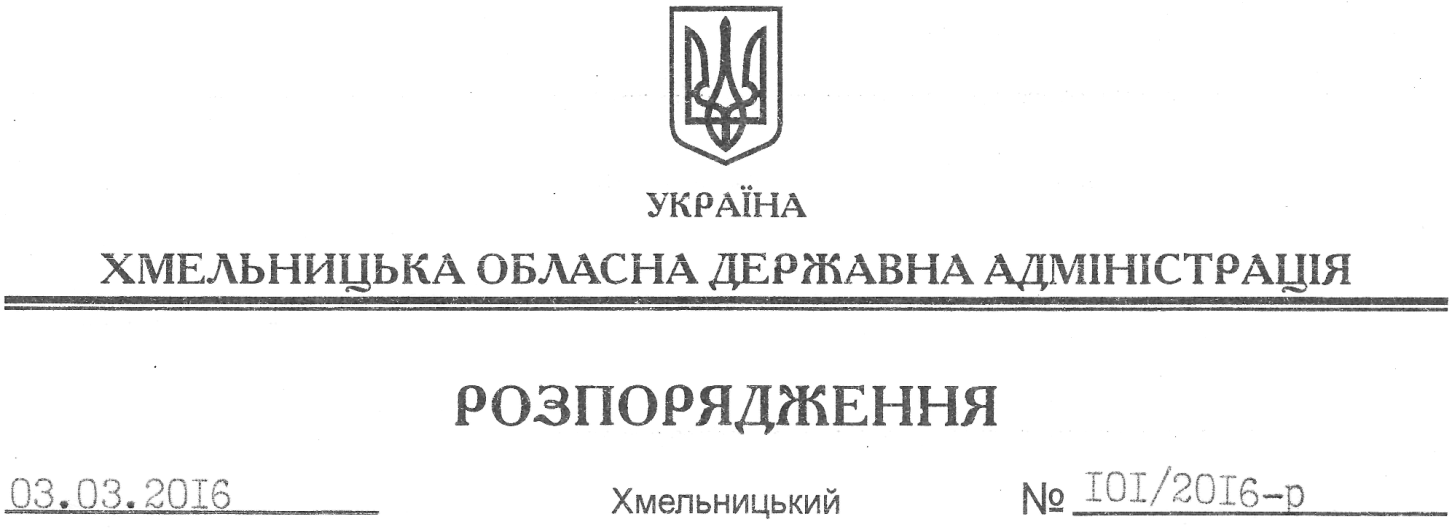 УКРАЇНА
ХМЕЛЬНИЦЬКА ОБЛАСНА ДЕРЖАВНА АДМІНІСТРАЦІЯ
РОЗПОРЯДЖЕННЯ
03.03.2016 Хмельницький № 101/2016-р